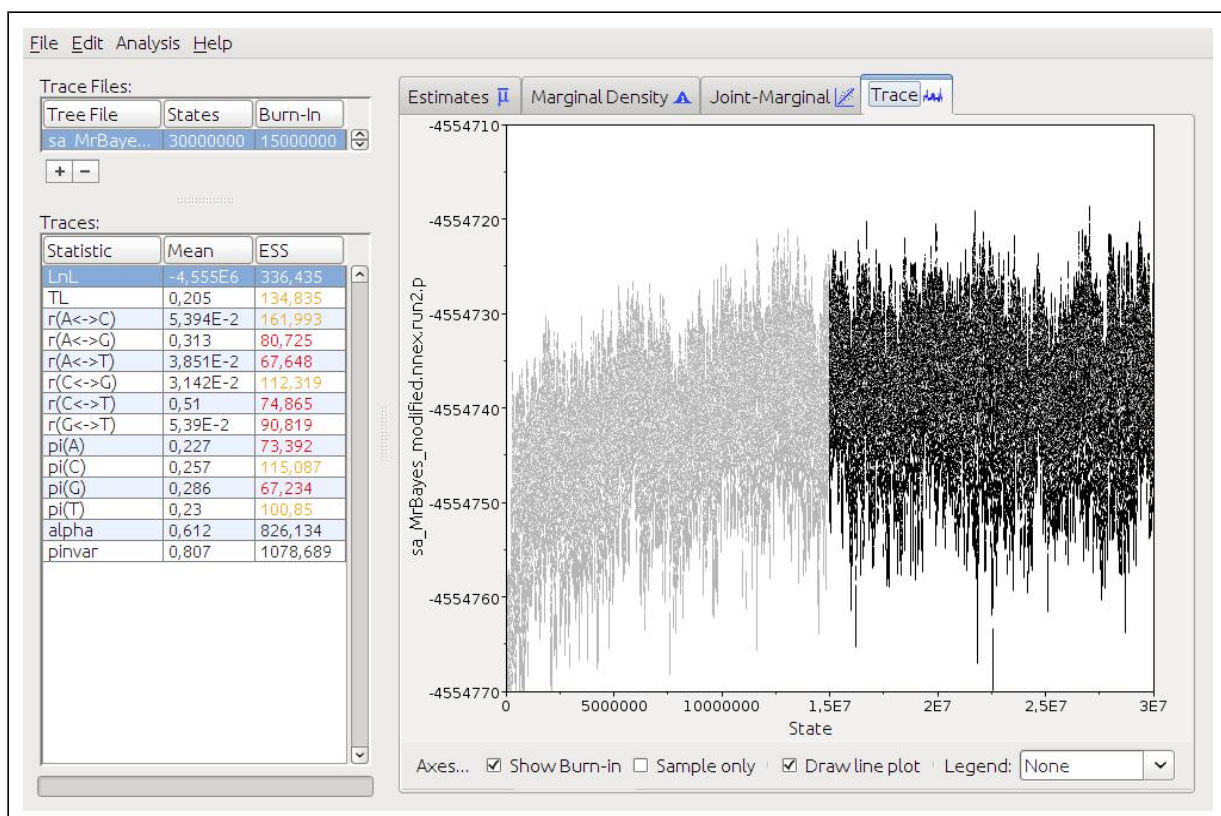 File Edit Analysis Help
Trace Files:
Tree File States Burn-In
sa_MrBaye... 30000000 15000000
+ −
Traces:
Statistic Mean ESS
LnL -4,555E6 336,435
TL 0,205 134,835
r(A<->C) 5,394E-2 161,993
r(A<->G) 0,313 80,725
r(A<->T) 3,851E-2 67,648
r(C<->G) 3,142E-2 112,319
r(C<->T) 0,51 74,865
r(G<->T) 5,39E-2 90,819
pi(A) 0,227 73,392
pi(C) 0,257 115,087
pi(G) 0,286 67,234
pi(T) 0,23 100,85
alpha 0,612 826,134
pinvar 0,807 1078,689
Estimates μ Marginal Density Joint-Marginal Trace
sa_MrBayes_modified.nnex.run2.p
-4554710
-4554720
-4554730
-4554740
-4554750
-4554760
-4554770
0 5000000 10000000 1,5E7 2E7 2,5E7 3E7
State
Axes... Show Burn-in Sample only Draw line plot Legend: None